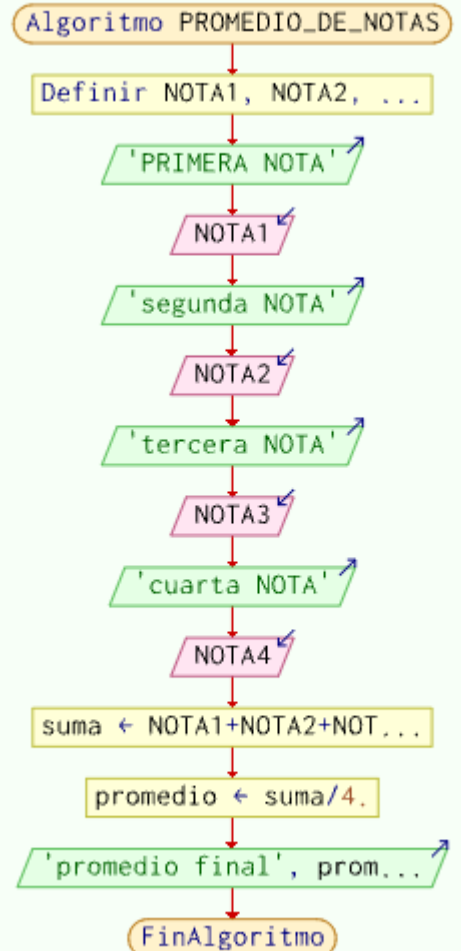 Algoritmo PROMEDIO_DE_NOTAS
Definir NOTA1, NOTA2, ...
'PRIMERA NOTA'
NOTA1
'segunda NOTA'
NOTA2
'tercera NOTA'
NOTA3
'cuarta NOTA'
NOTA4
suma ← NOTA1+NOTA2+NOT...
promedio ← suma/4.
'promedio final', prom...
FinAlgoritmo